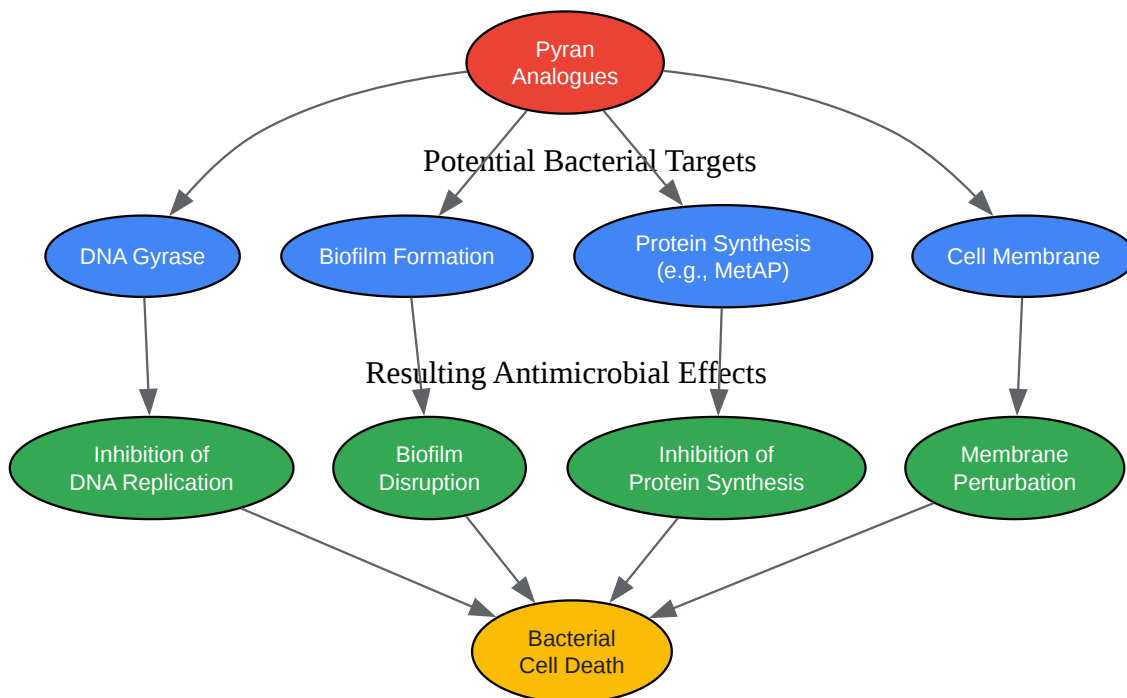 Pyran
Analogues
Potential Bacterial Targets
DNA Gyrase
Biofilm Formation
Protein Synthesis
(e.g., MetAP)
Cell Membrane
Resulting Antimicrobial Effects
Inhibition of
DNA Replication
Biofilm
Disruption
Inhibition of
Protein Synthesis
Membrane
Perturbation
Bacterial
Cell Death